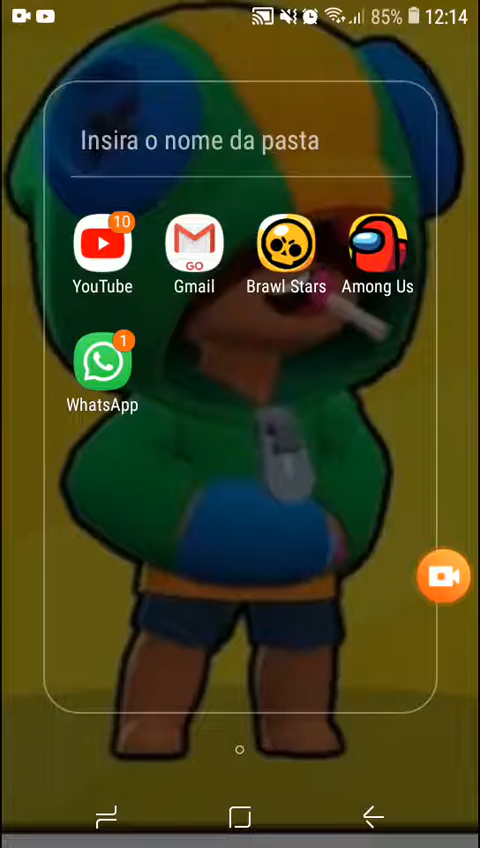 85% 12:14
Insira o nome da pasta
10
YouTube Gmail Brawl Stars Among Us
GO
1
WhatsApp